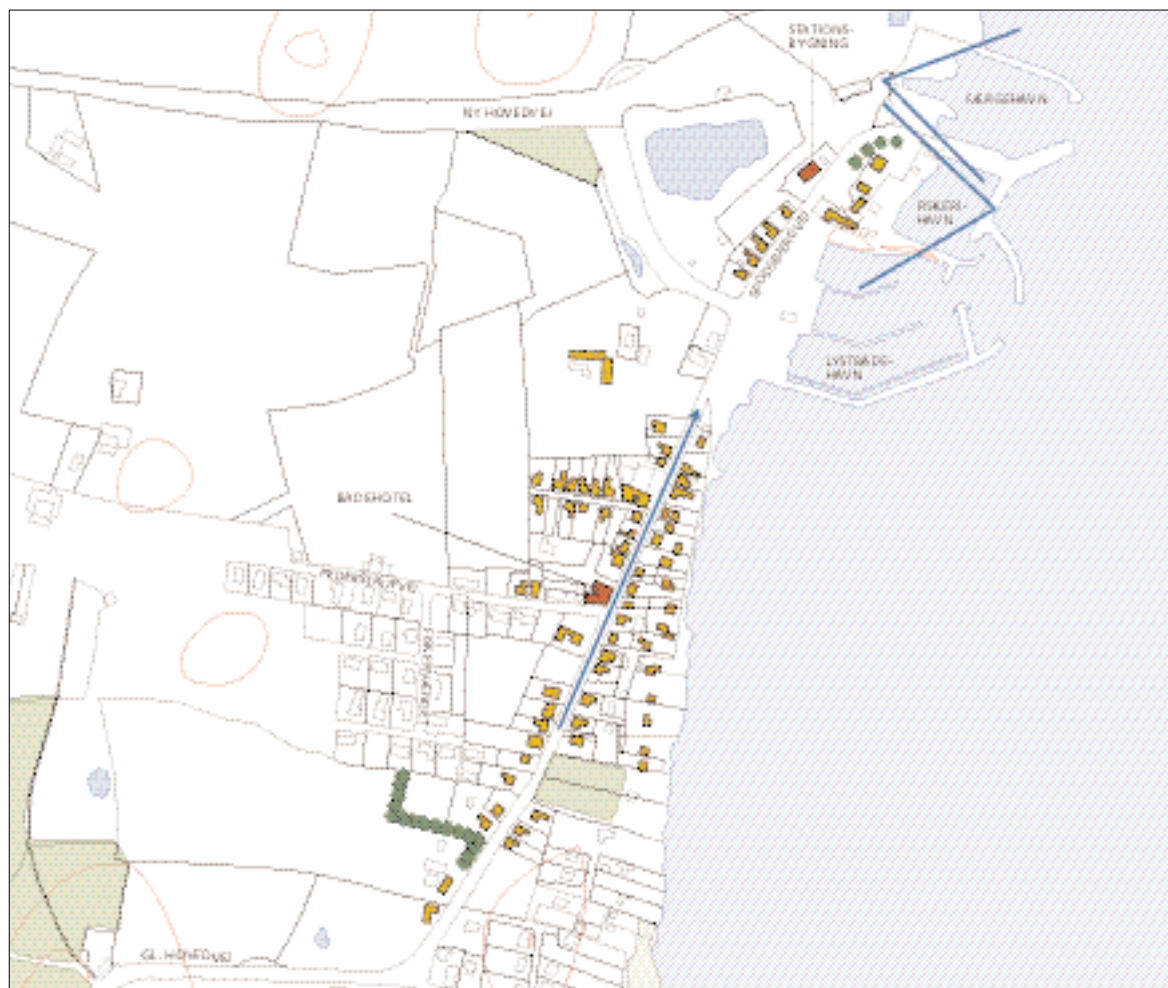 STATIONS-
BYGNING
FÆRGEHAVN
NY HOVEDVEJ
FISKERI-
HAVN
LYSTBÅDE-
HAVN
BADEHOTEL
GL. HOVEDVEJ